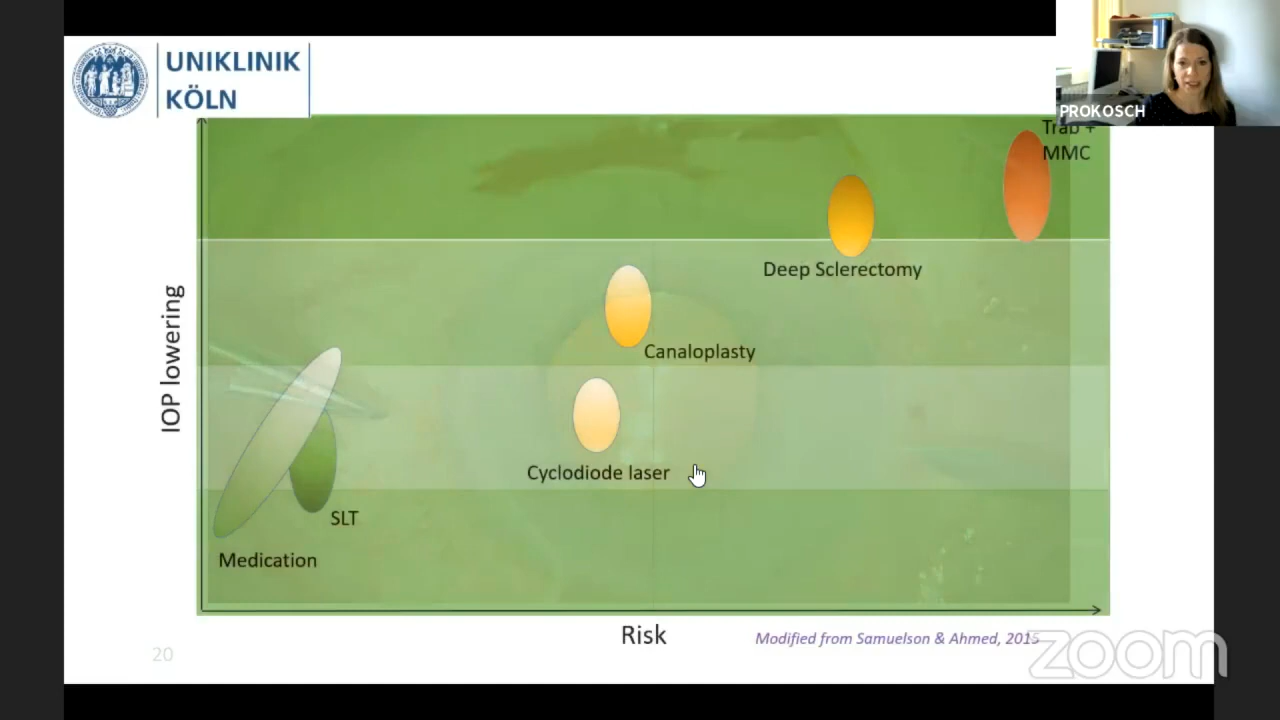 UNIKLINIK
KÖLN
PROKOSCH
Trab +
MMC
Deep Sclerectomy
Canaloplasty
Cyclodiode laser
SLT
Medication
IOP lowering
Risk
Modified from Samuelson & Ahmed, 2015
20
zoom